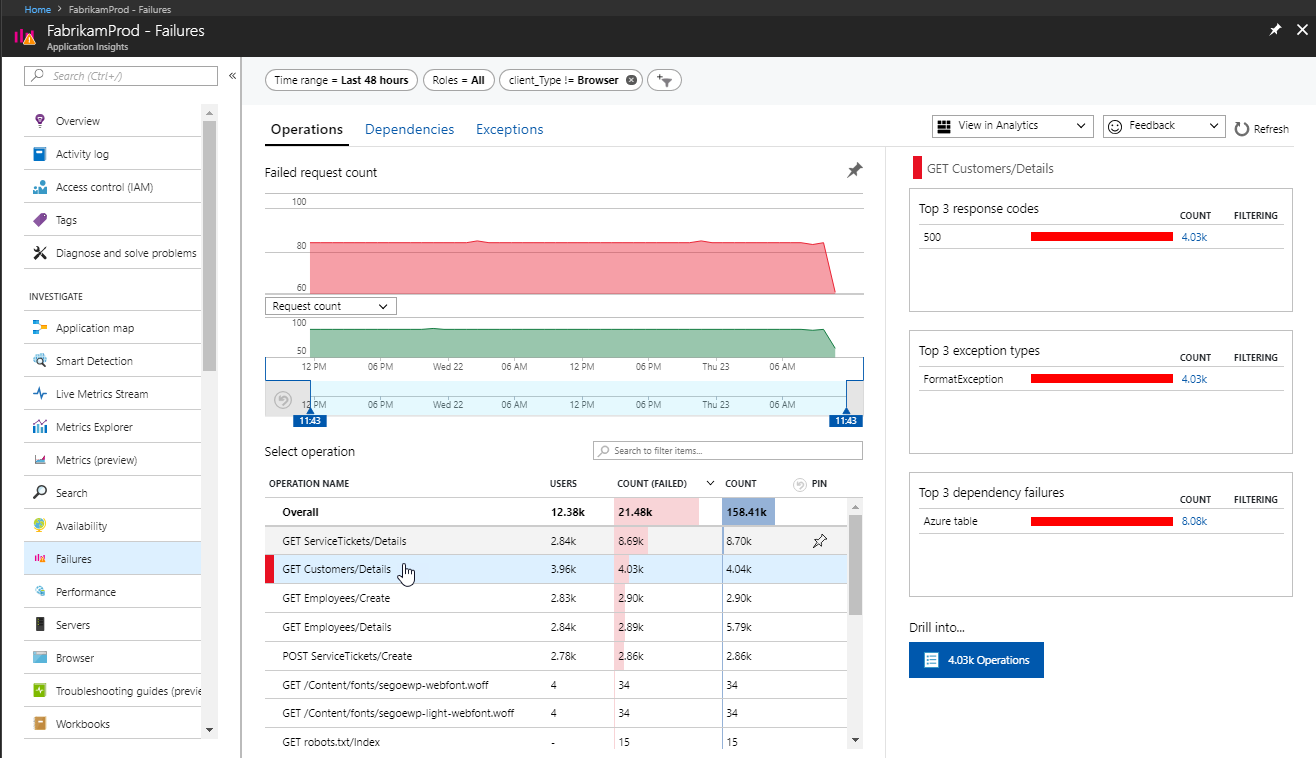 Home > FabrikamProd - Failures
FabrikamProd - Failures
Application Insights
Search (Ctrl+/)
«
Overview
Activity log
Access control (IAM)
Tags
Diagnose and solve problems
INVESTIGATE
Application map
Smart Detection
Live Metrics Stream
Metrics Explorer
Metrics (preview)
Search
Availability
Failures
Performance
Servers
Browser
Troubleshooting guides (previe
Workbooks
Time range = Last 48 hours
Roles = All
client_Type != Browser
Operations Dependencies Exceptions
View in Analytics
Feedback
Refresh
Failed request count
100
80
60
Request count
100
50
12 PM 06 PM Wed 22 06 AM 12 PM 06 PM Thu 23 06 AM
12 PM 06 PM Wed 22 06 AM 12 PM 06 PM Thu 23 06 AM
11:43 11:43
Select operation
Search to filter items...
OPERATION NAME USERS COUNT (FAILED) COUNT PIN
Overall 12.38k 21.48k 158.41k
GET ServiceTickets/Details 2.84k 8.69k 8.70k
GET Customers/Details 3.96k 4.03k 4.04k
GET Employees/Create 2.83k 2.90k 2.90k
GET Employees/Details 2.84k 2.89k 5.79k
POST ServiceTickets/Create 2.78k 2.86k 2.86k
GET /Content/fonts/segoewp-webfont.woff 4 34 34
GET /Content/fonts/segoewp-light-webfont.woff 4 34 34
GET robots.txt/Index - 15 15
GET Customers/Details
Top 3 response codes
COUNT FILTERING
500 4.03k
Top 3 exception types
COUNT FILTERING
FormatException 4.03k
Top 3 dependency failures
COUNT FILTERING
Azure table 8.08k
Drill into...
4.03k Operations